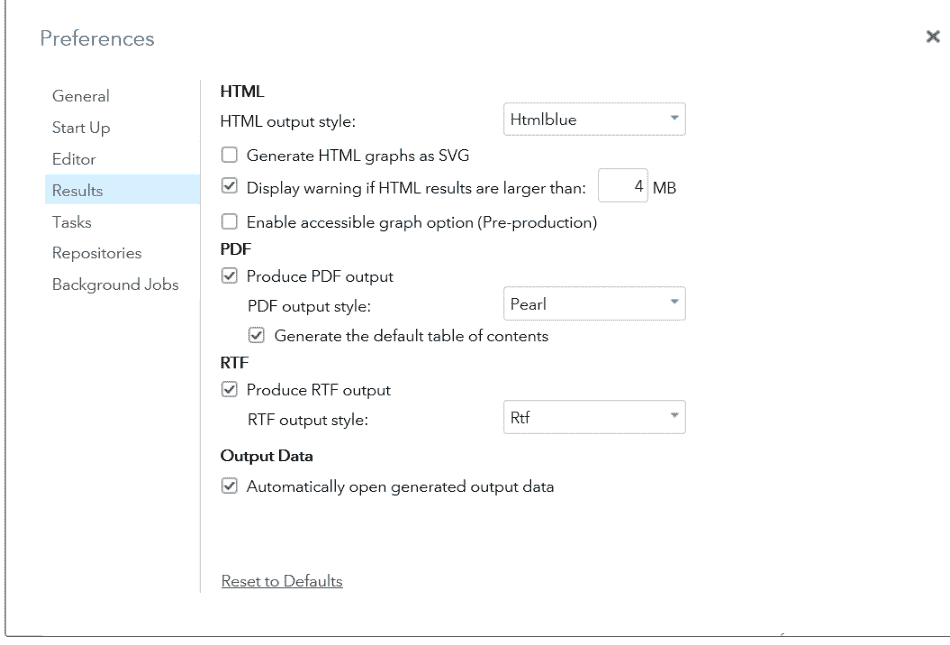 Preferences
General
Start Up
Editor
Results
Tasks
Repositories
Background Jobs
HTML
HTML output style: Htmlblue
Generate HTML graphs as SVG
Display warning if HTML results are larger than: 4 MB
Enable accessible graph option (Pre-production)
PDF
Produce PDF output
PDF output style: Pearl
Generate the default table of contents
RTF
Produce RTF output
RTF output style: Rtf
Output Data
Automatically open generated output data
Reset to Defaults